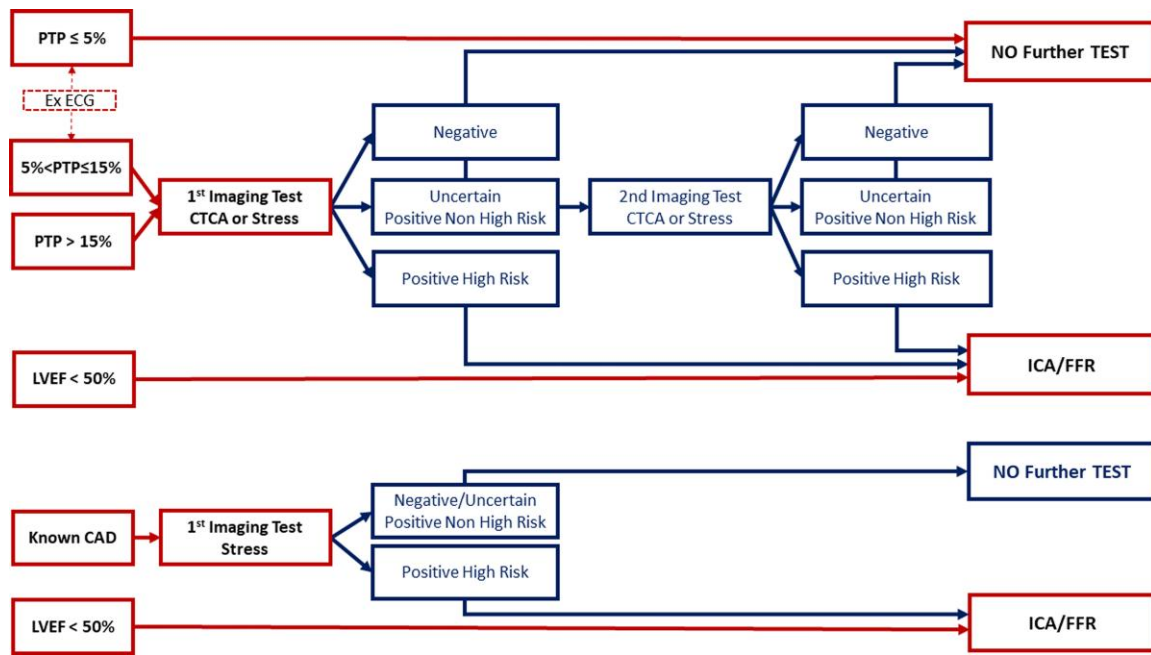 PTP ≤ 5%
NO Further TEST
Ex ECG
Negative
Negative
5%<PTP≤15%
1st Imaging Test
CTCA or Stress
Uncertain
Positive Non High Risk
2nd Imaging Test
CTCA or Stress
Uncertain
Positive Non High Risk
PTP > 15%
Positive High Risk
Positive High Risk
LVEF < 50%
ICA/FFR
NO Further TEST
Negative/Uncertain
Positive Non High Risk
Known CAD
1st Imaging Test
Stress
Positive High Risk
LVEF < 50%
ICA/FFR